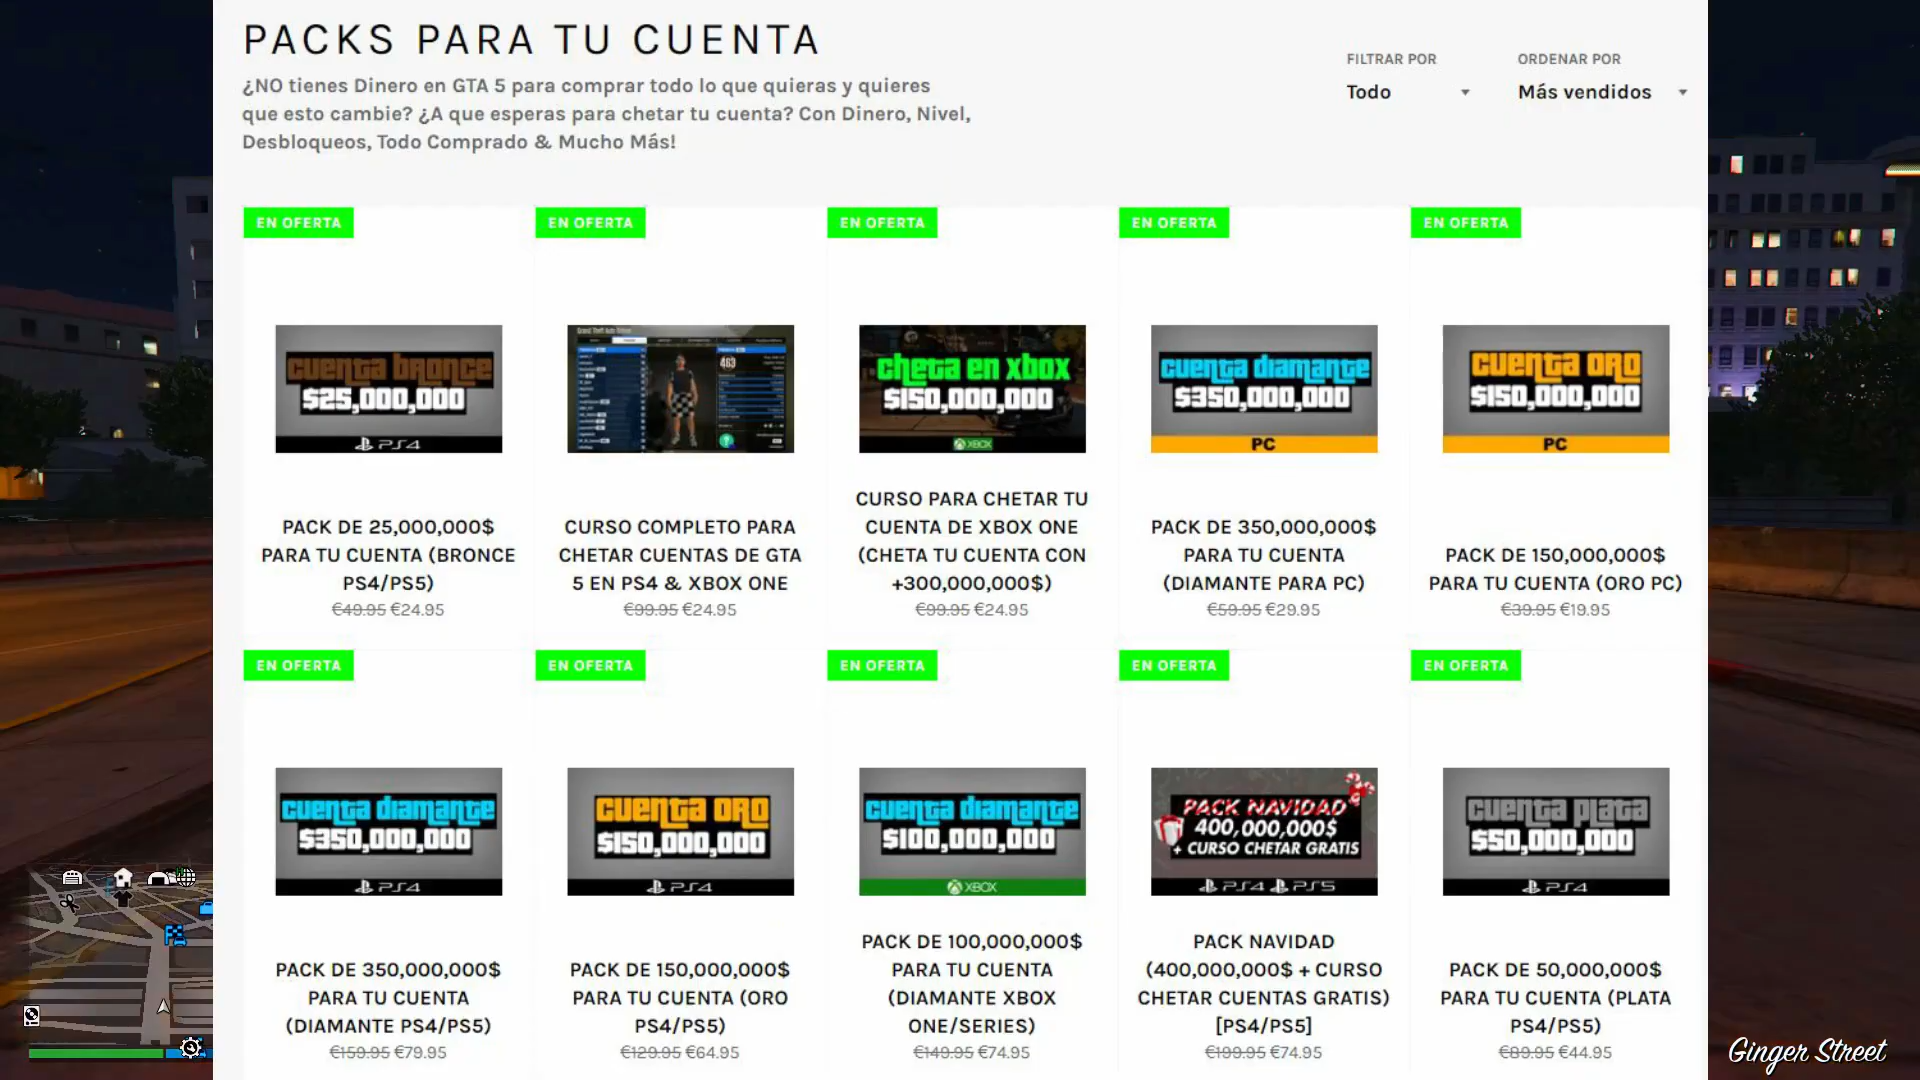 PACKS PARA TU CUENTA
¿NO tienes Dinero en GTA 5 para comprar todo lo que quieras y quieres
que esto cambie? ¿A que esperas para chetar tu cuenta? Con Dinero, Nivel,
Desbloqueos, Todo Comprado & Mucho Más!
FILTRAR POR
Todo
ORDENAR POR
Más vendidos
EN OFERTA
cuenta bronce
$25,000,000
PS4
PACK DE 25,000,000$
PARA TU CUENTA (BRONCE
PS4/PS5)
€49.95 €24.95
EN OFERTA
463
CURSO COMPLETO PARA
CHETAR CUENTAS DE GTA
5 EN PS4 & XBOX ONE
€99.95 €24.95
EN OFERTA
cheta en xbox
$150,000,000
XBOX
CURSO PARA CHETAR TU
CUENTA DE XBOX ONE
(CHETA TU CUENTA CON
+300,000,000$)
€99.95 €24.95
EN OFERTA
cuenta diamante
$350,000,000
PC
PACK DE 350,000,000$
PARA TU CUENTA
(DIAMANTE PARA PC)
€59.95 €29.95
EN OFERTA
cuenta oro
$150,000,000
PC
PACK DE 150,000,000$
PARA TU CUENTA (ORO PC)
€39.95 €19.95
EN OFERTA
cuenta diamante
$350,000,000
PS4
PACK DE 350,000,000$
PARA TU CUENTA
(DIAMANTE PS4/PS5)
€159.95 €79.95
EN OFERTA
cuenta oro
$150,000,000
PS4
PACK DE 150,000,000$
PARA TU CUENTA (ORO
PS4/PS5)
€129.95 €64.95
EN OFERTA
cuenta diamante
$100,000,000
XBOX
PACK DE 100,000,000$
PARA TU CUENTA
(DIAMANTE XBOX
ONE/SERIES)
€149.95 €74.95
EN OFERTA
PACK NAVIDAD
400,000,000$
+ CURSO CHETAR GRATIS
PS4 PS5
PACK NAVIDAD
(400,000,000$ + CURSO
CHETAR CUENTAS GRATIS)
[PS4/PS5]
€199.95 €74.95
EN OFERTA
cuenta plata
$50,000,000
PS4
PACK DE 50,000,000$
PARA TU CUENTA (PLATA
PS4/PS5)
€89.95 €44.95
Ginger Street